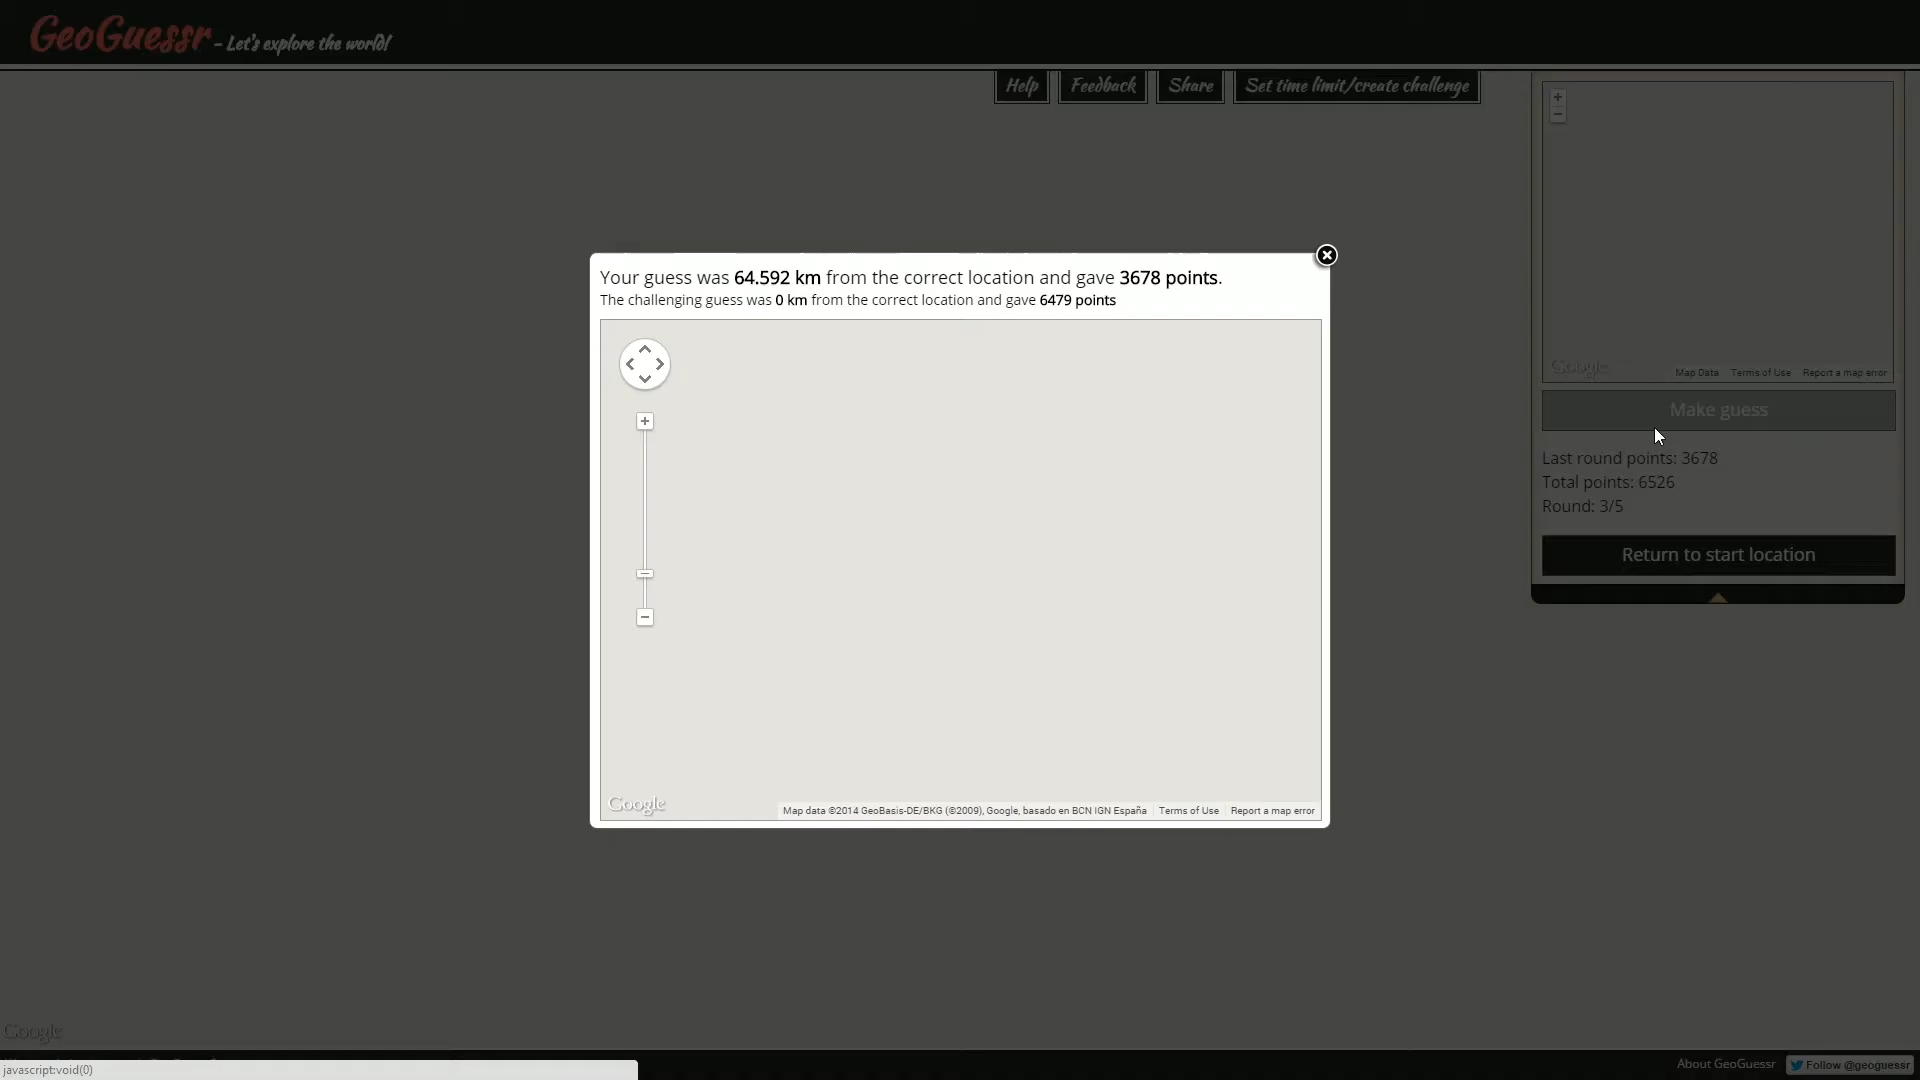 GeoGuessr - Let's explore the world!
Help Feedback Share Set time limit/create challenge
Your guess was 64.592 km from the correct location and gave 3678 points.
The challenging guess was 0 km from the correct location and gave 6479 points
Google
Map data ©2014 GeoBasis-DE/BKG (©2009), Google, basado en BCN IGN España Terms of Use Report a map error
Google
Map Data Terms of Use Report a map error
Make guess
Last round points: 3678
Total points: 6526
Round: 3/5
Return to start location
Google
javascript:void(0)
About GeoGuessr Follow @geoguessr